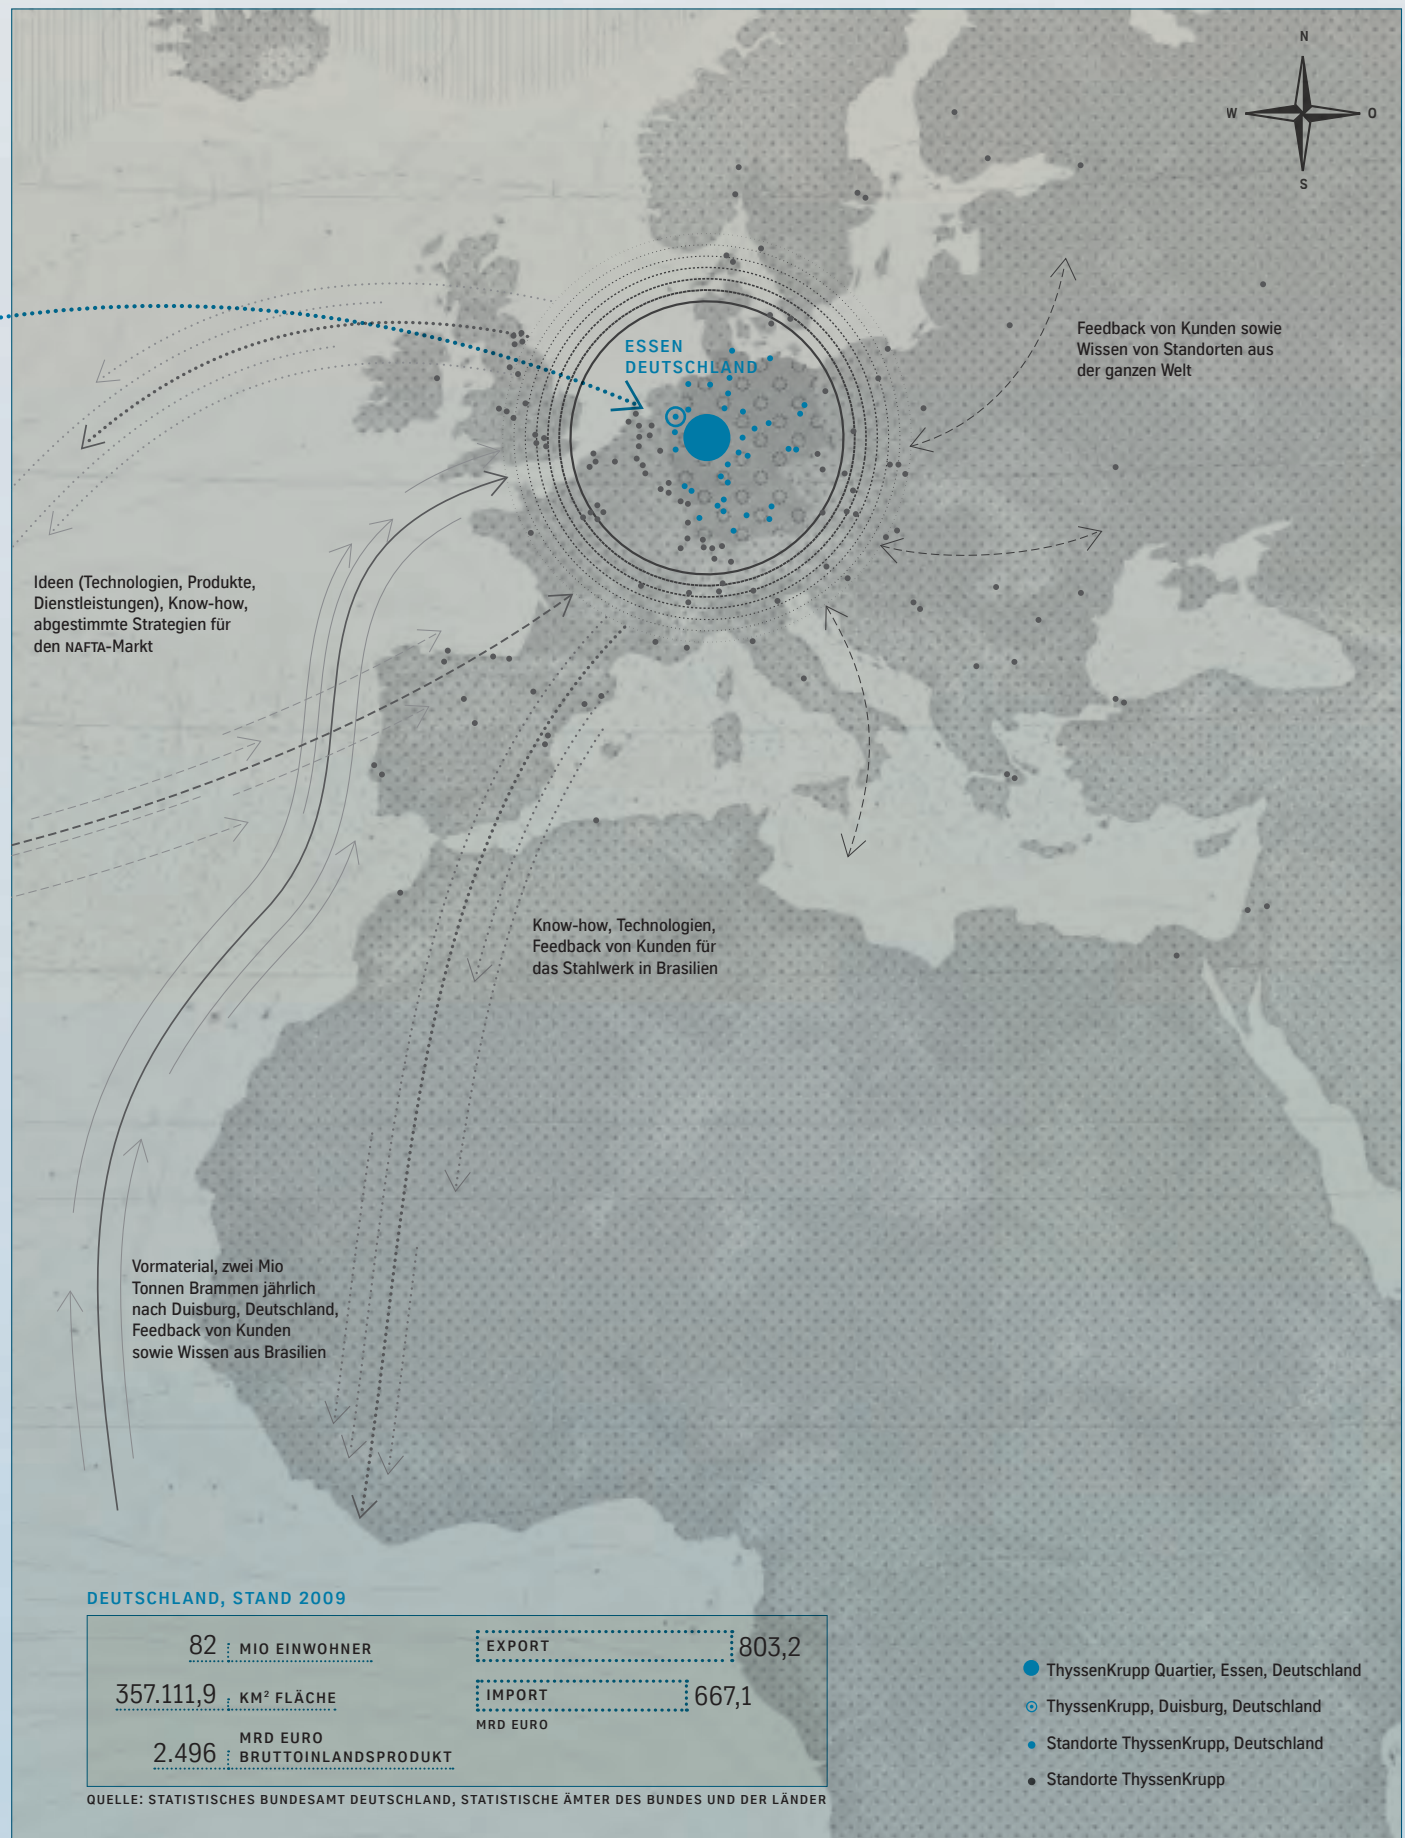 N
W
O
S
ESSEN
DEUTSCHLAND
Feedback von Kunden sowie
Wissen von Standorten aus
der ganzen Welt
Ideen (Technologien, Produkte,
Dienstleistungen), Know-how,
abgestimmte Strategien für
den NAFTA-Markt
Know-how, Technologien,
Feedback von Kunden für
das Stahlwerk in Brasilien
Vormaterial, zwei Mio
Tonnen Brammen jährlich
nach Duisburg, Deutschland,
Feedback von Kunden
sowie Wissen aus Brasilien
DEUTSCHLAND, STAND 2009
82 MIO EINWOHNER
357.111,9 KM² FLÄCHE
2.496 MRD EURO
BRUTTOINLANDSPRODUKT
EXPORT 803,2
IMPORT 667,1
MRD EURO
QUELLE: STATISTISCHES BUNDESAMT DEUTSCHLAND, STATISTISCHE ÄMTER DES BUNDES UND DER LÄNDER
ThyssenKrupp Quartier, Essen, Deutschland
ThyssenKrupp, Duisburg, Deutschland
Standorte ThyssenKrupp, Deutschland
Standorte ThyssenKrupp